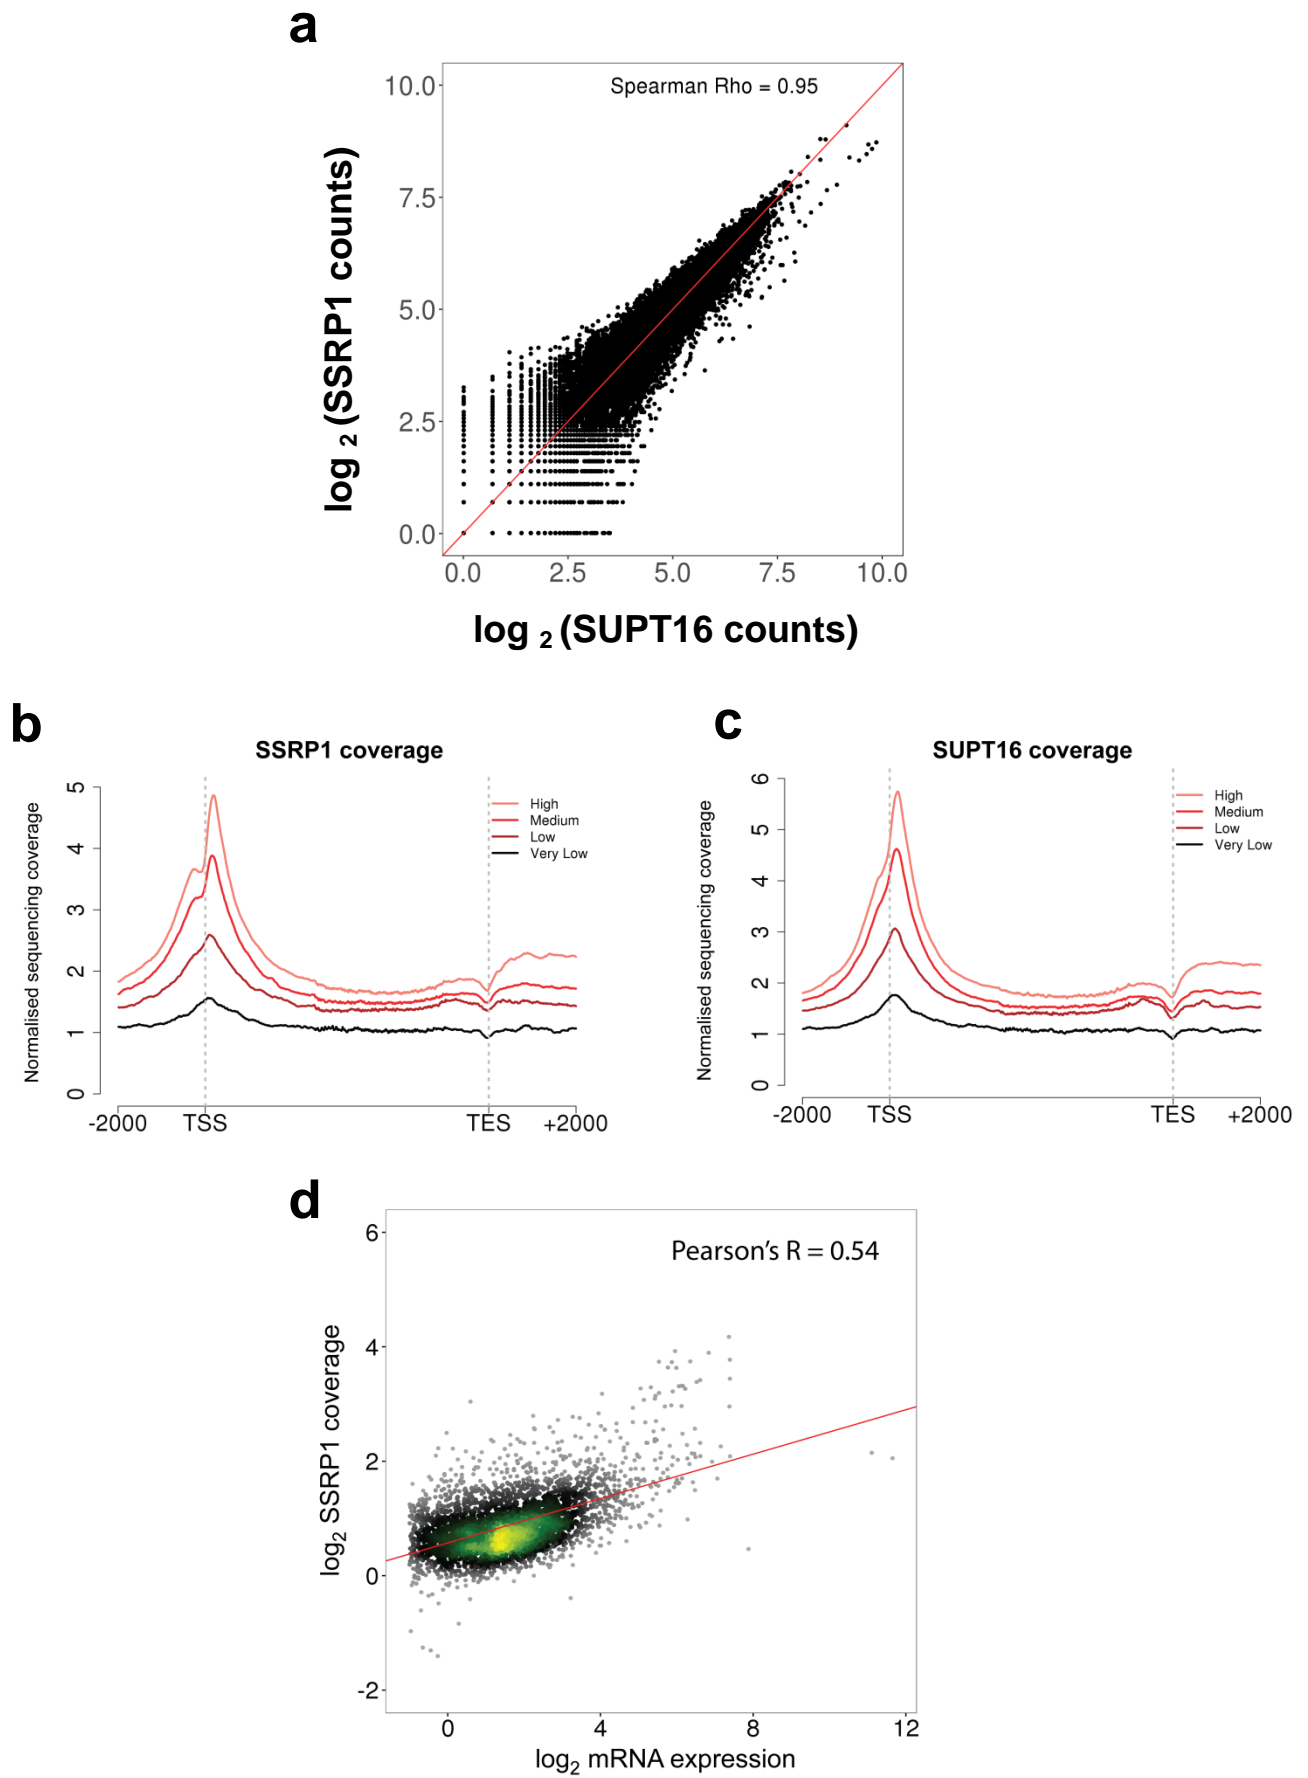 a
Spearman Rho = 0.95
10.0
7.5
5.0
2.5
0.0
log 2 (SSRP1 counts)
0.0 2.5 5.0 7.5 10.0
log 2 (SUPT16 counts)
b
SSRP1 coverage
Normalised sequencing coverage
5
4
3
2
1
0
High
Medium
Low
Very Low
-2000 TSS TES +2000
c
SUPT16 coverage
Normalised sequencing coverage
6
5
4
3
2
1
0
High
Medium
Low
Very Low
-2000 TSS TES +2000
d
Pearson’s R = 0.54
log2 SSRP1 coverage
6
4
2
0
-2
0 4 8 12
log2 mRNA expression